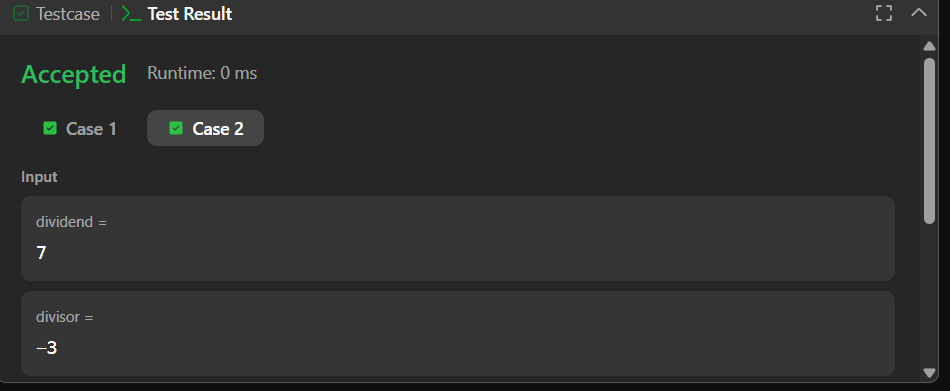 Testcase | >_ Test Result
Accepted Runtime: 0 ms
Case 1 Case 2
Input
dividend =
7
divisor =
-3